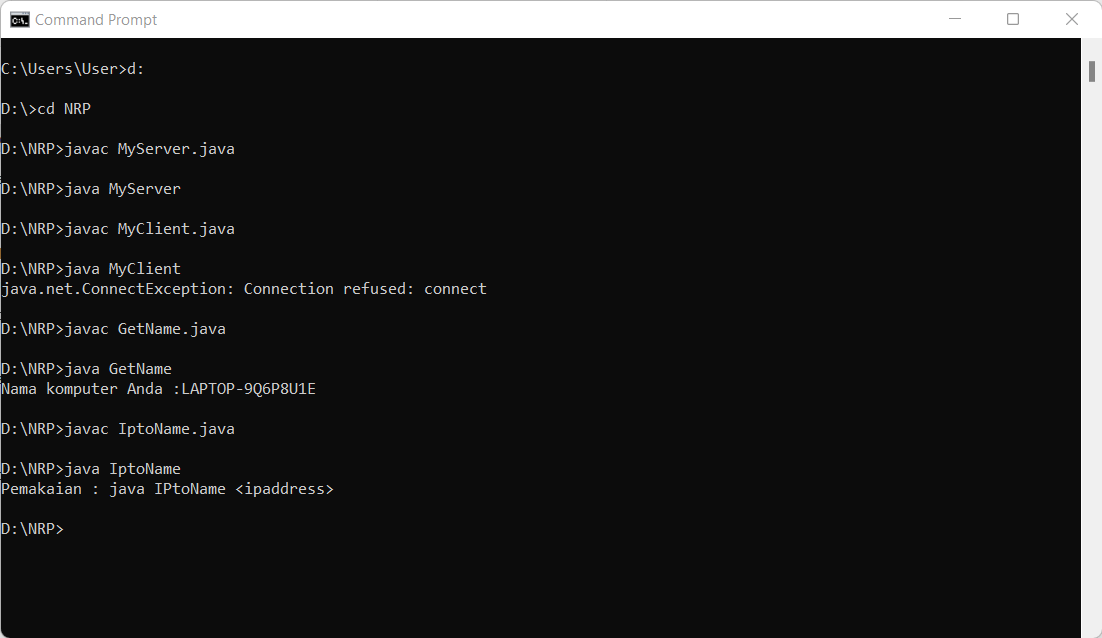 Command Prompt
C:\Users\User>d:
D:\>cd NRP
D:\NRP>javac MyServer.java
D:\NRP>java MyServer
D:\NRP>javac MyClient.java
D:\NRP>java MyClient
java.net.ConnectException: Connection refused: connect
D:\NRP>javac GetName.java
D:\NRP>java GetName
Nama komputer Anda :LAPTOP-9Q6P8U1E
D:\NRP>javac IptoName.java
D:\NRP>java IptoName
Pemakaian : java IPtoName <ipaddress>
D:\NRP>